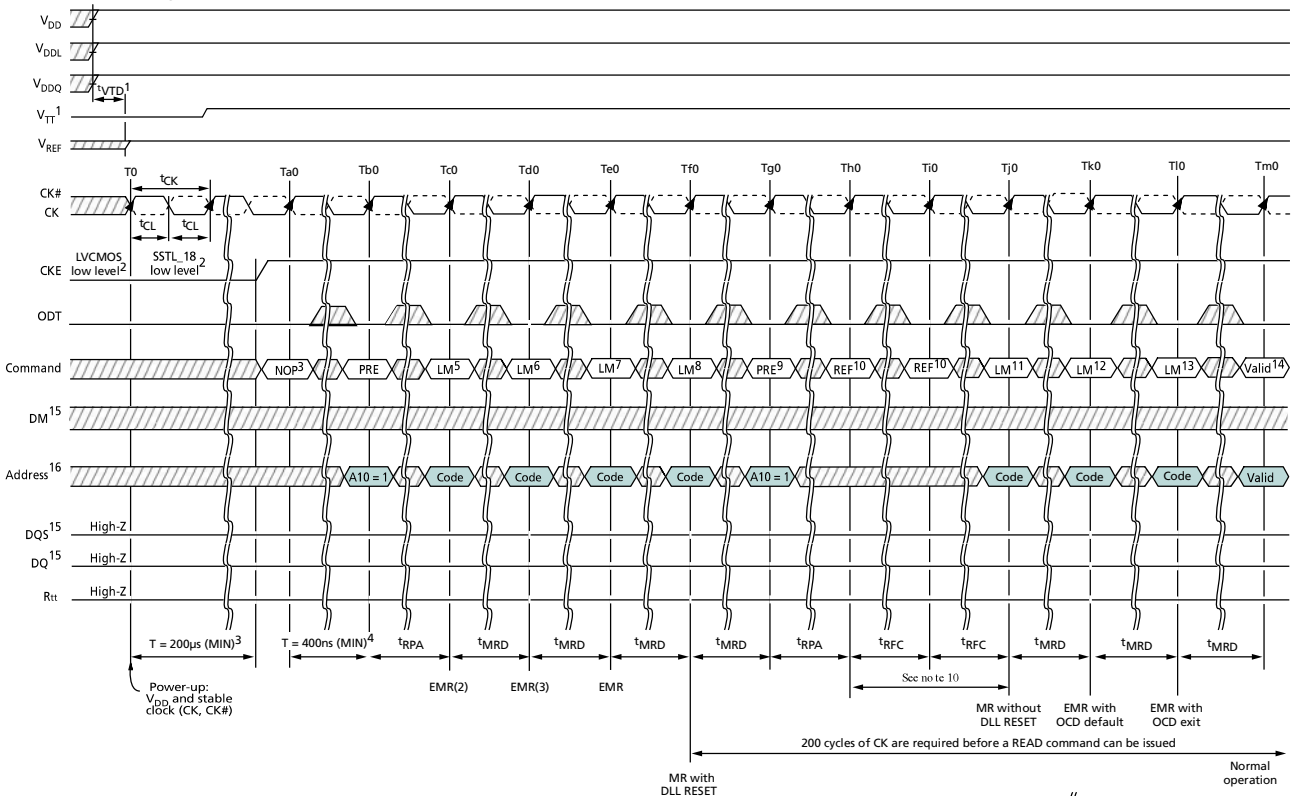 VDD
VDDL
VDDQ
tVTD1
VTT1
VREF
T0 Ta0 Tb0 Tc0 Td0 Te0 Tf0 Tg0 Th0 Ti0 Tj0 Tk0 Tl0 Tm0
tCK
CK#
CK
tCL tCL
LVCMOS low level2
SSTL_18 low level2
CKE
ODT
Command NOP3 PRE LM5 LM6 LM7 LM8 PRE9 REF10 REF10 LM11 LM12 LM13 Valid14
DM15
Address16 A10 = 1 Code Code Code Code A10 = 1 Code Code Code Valid
DQS15 High-Z
DQ15 High-Z
Rtt High-Z
T = 200µs (MIN)3 T = 400ns (MIN)4 tRPA tMRD tMRD tMRD tMRD tRPA tRFC tRFC tMRD tMRD tMRD
See note 10
Power-up:
VDD and stable
clock (CK, CK#)
EMR(2) EMR(3) EMR
MR without
DLL RESET
EMR with
OCD default
EMR with
OCD exit
200 cycles of CK are required before a READ command can be issued
Normal
operation
MR with
DLL RESET